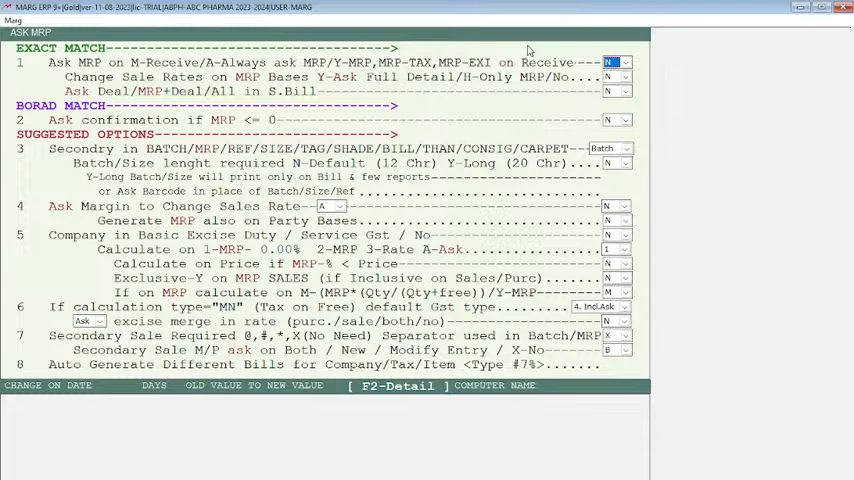 MARG ERP 9+|Gold|ver-11-08-2023|lic-TRIAL|ABPH-ABC PHARMA 2023-2024|USER-MARG
Marg
ASK MRP
EXACT MATCH-----------------------------------> 
1 Ask MRP on M-Receive/A-Always ask MRP/Y-MRP,MRP-TAX,MRP-EXI on Receive--- N
Change Sale Rates on MRP Bases Y-Ask Full Detail/H-Only MRP/No.... N
Ask Deal/MRP+Deal/All in S.Bill----------------------------------- N
BORAD MATCH----------------------------------->
2 Ask confirmation if MRP <= 0---------------------------------------- N
SUGGESTED OPTIONS----------------------------->
3 Secondry in BATCH/MRP/REF/SIZE/TAG/SHADE/BILL/THAN/CONSIG/CARPET-- Batch
Batch/Size lenght required N-Default (12 Chr) Y-Long (20 Chr).... N
Y-Long Batch/Size will print only on Bill & few reports----------------------
or Ask Barcode in place of Batch/Size/Ref..............................
4 Ask Margin to Change Sales Rate-- A ------------------------------- N
Generate MRP also on Party Bases.............................. N
5 Company in Basic Excise Duty / Service Gst / No-------------------- N
Calculate on 1-MRP- 0.00% 2-MRP 3-Rate A-Ask................. 1
Calculate on Price if MRP-% < Price------------------------- N
Exclusive-Y on MRP SALES (if Inclusive on Sales/Purc)....... N
If on MRP calculate on M-(MRP*(Qty/(Qty+free))/Y-MRP-------- M
6 If calculation type="MN" (Tax on Free) default Gst type......... 4. Incl.Ask
Ask excise merge in rate (purc./sale/both/no)------------------- N
7 Secondary Sale Required @,#,*,X(No Need) Separator used in Batch/MRP X
Secondary Sale M/P ask on Both / New / Modify Entry / X-No------- B
8 Auto Generate Different Bills for Company/Tax/Item <Type #7%>.......
CHANGE ON DATE DAYS OLD VALUE TO NEW VALUE [ F2-Detail ] COMPUTER NAME